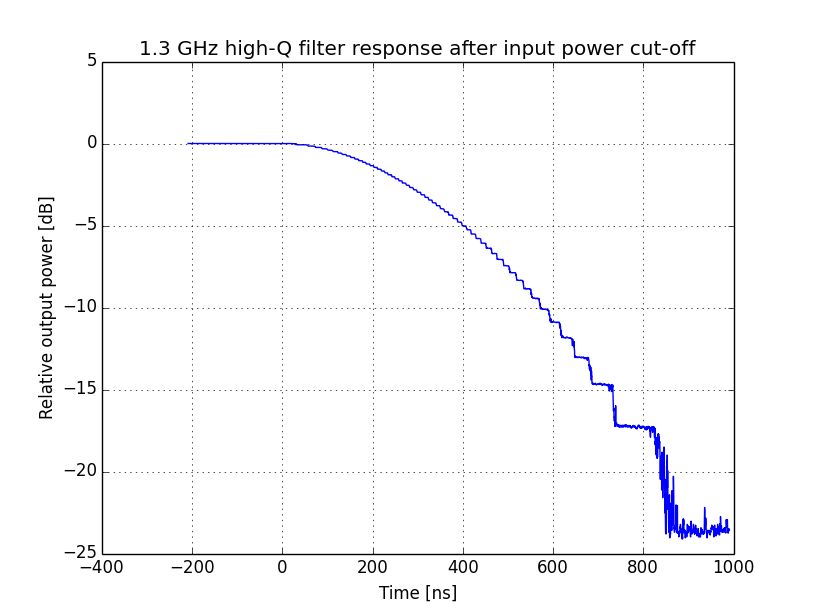 1.3 GHz high-Q filter response after input power cut-off
5
0
−5
−10
−15
−20
−25
Relative output power [dB]
−400 −200 0 200 400 600 800 1000
Time [ns]